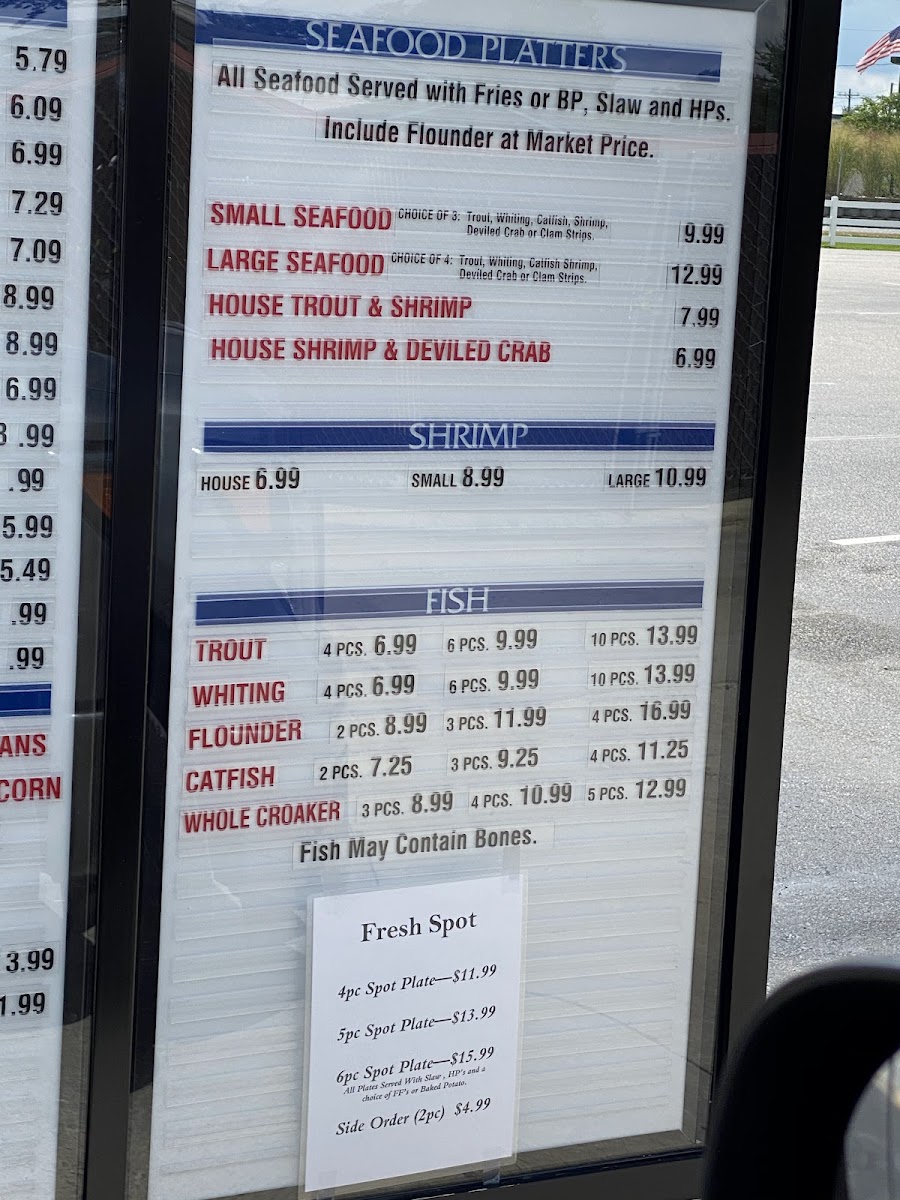 5.79
6.09
6.99
7.29
7.09
8.99
8.99
6.99
.99
.99
5.99
5.49
.99
.99
ANS
CORN
3.99
1.99
SEAFOOD PLATTERS
All Seafood Served with Fries or BP, Slaw and HPs.
Include Flounder at Market Price.
SMALL SEAFOOD CHOICE OF 3: Trout, Whiting, Catfish, Shrimp,
Deviled Crab or Clam Strips. 9.99
LARGE SEAFOOD CHOICE OF 4: Trout, Whiting, Catfish Shrimp,
Deviled Crab or Clam Strips. 12.99
HOUSE TROUT & SHRIMP 7.99
HOUSE SHRIMP & DEVILED CRAB 6.99
SHRIMP
HOUSE 6.99 SMALL 8.99 LARGE 10.99
FISH
TROUT 4 PCS. 6.99 6 PCS. 9.99 10 PCS. 13.99
WHITING 4 PCS. 6.99 6 PCS. 9.99 10 PCS. 13.99
FLOUNDER 2 PCS. 8.99 3 PCS. 11.99 4 PCS. 16.99
CATFISH 2 PCS. 7.25 3 PCS. 9.25 4 PCS. 11.25
WHOLE CROAKER 3 PCS. 8.99 4 PCS. 10.99 5 PCS. 12.99
Fish May Contain Bones.
Fresh Spot
4pc Spot Plate—$11.99
5pc Spot Plate—$13.99
6pc Spot Plate—$15.99
All Plates Served With Slaw, HP's and a
choice of FF's or Baked Potato.
Side Order (2pc) $4.99